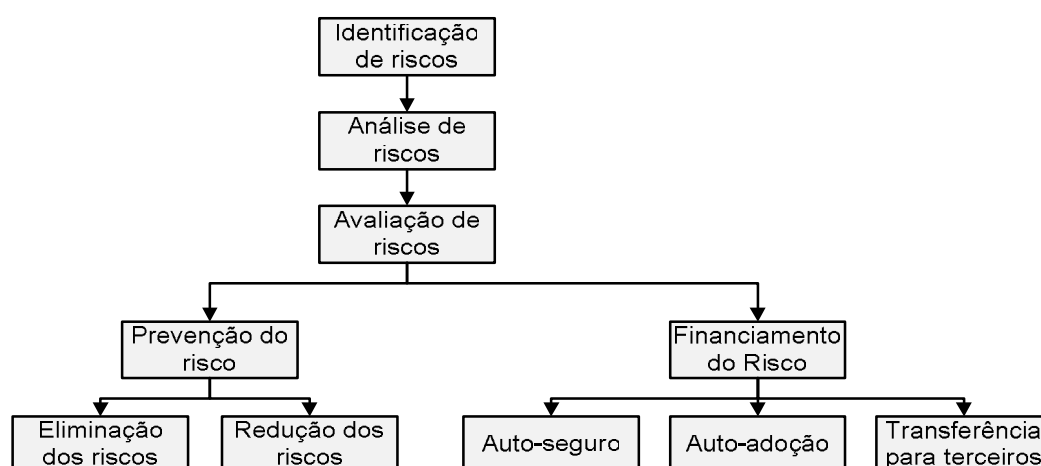 Identificação
de riscos
Análise de
riscos
Avaliação de
riscos
Prevenção do
risco
Financiamento
do Risco
Eliminação
dos riscos
Redução dos
riscos
Auto-seguro
Auto-adoção
Transferência
para terceiros